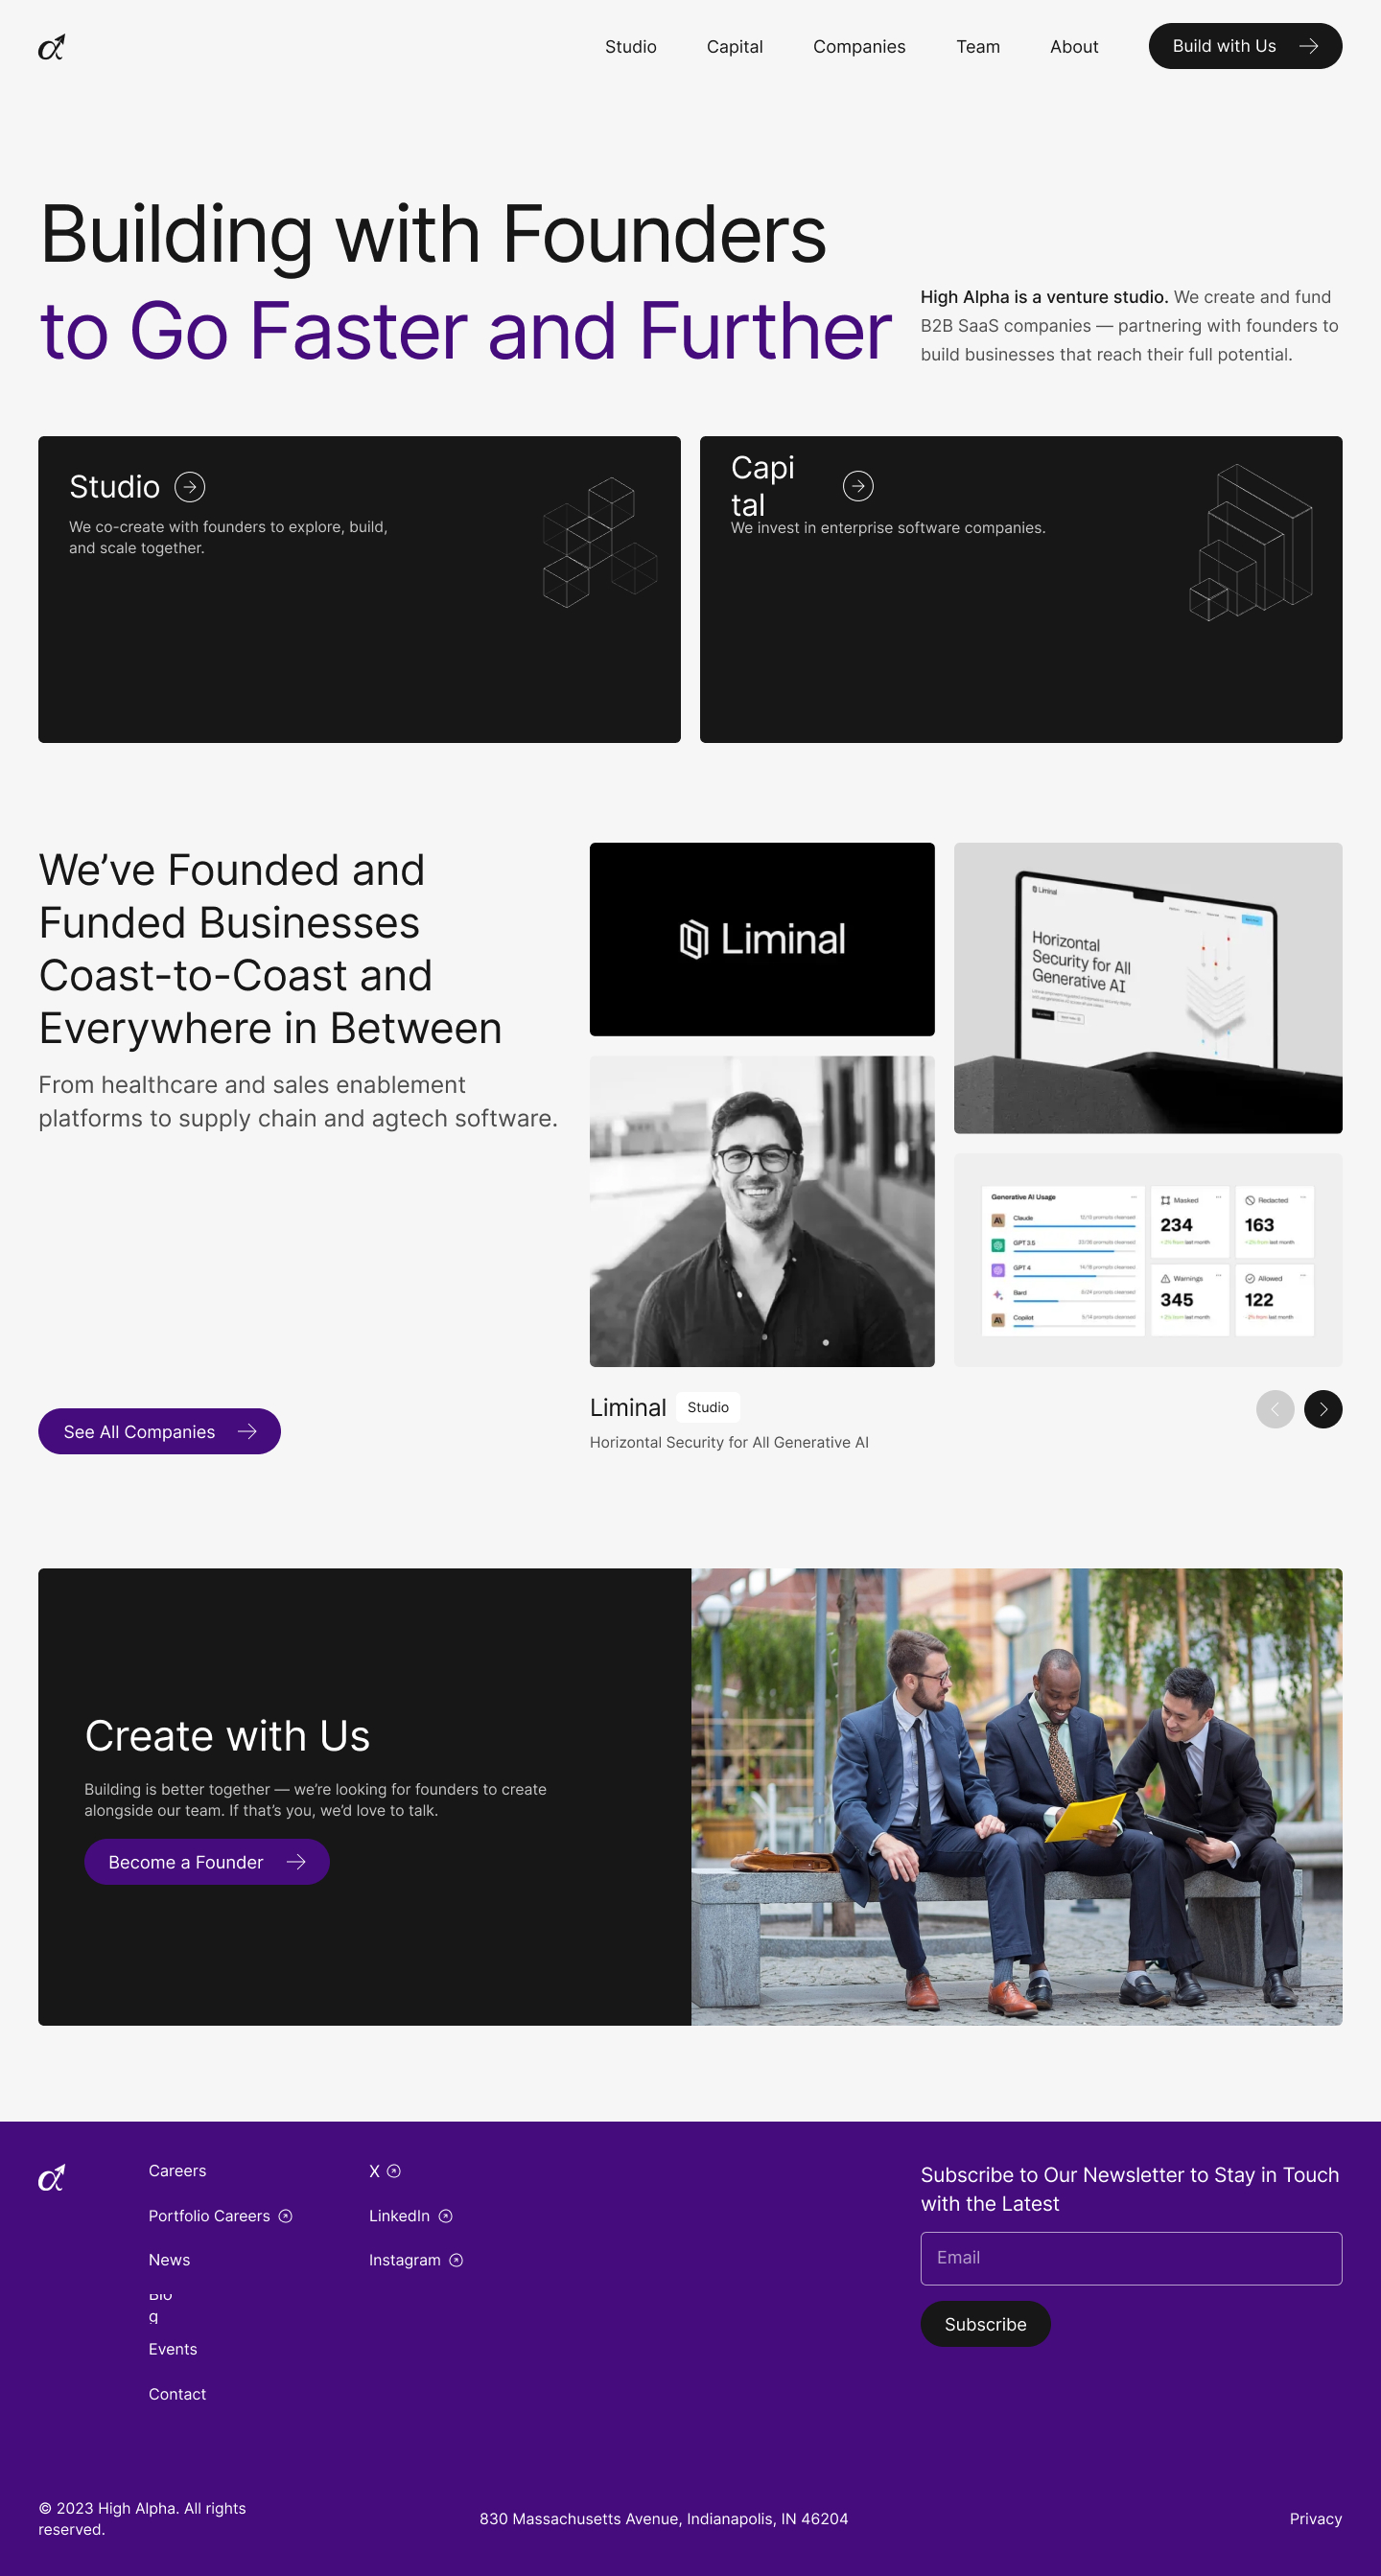 Studio
Capital
Companies
Team
About
Build with Us
Building with Founders
to Go Faster and Further
High Alpha is a venture studio. We create and fund
B2B SaaS companies — partnering with founders to
build businesses that reach their full potential.
Studio
We co-create with founders to explore, build,
and scale together.
Capi
tal
We invest in enterprise software companies.
We’ve Founded and
Funded Businesses
Coast-to-Coast and
Everywhere in Between
From healthcare and sales enablement
platforms to supply chain and agtech software.
See All Companies
Liminal
Liminal
Horizontal
Security for All
Generative AI
Generative AI Usage
Claude
GPT 3.5
GPT 4
Bard
Copilot
Masked
234
last month
Redacted
163
last month
Warnings
345
last month
Allowed
122
last month
Liminal
Studio
Horizontal Security for All Generative AI
Create with Us
Building is better together — we’re looking for founders to create
alongside our team. If that’s you, we’d love to talk.
Become a Founder
Careers
Portfolio Careers
News
Blo
g
Events
Contact
X
LinkedIn
Instagram
Subscribe to Our Newsletter to Stay in Touch
with the Latest
Email
Subscribe
© 2023 High Alpha. All rights
reserved.
830 Massachusetts Avenue, Indianapolis, IN 46204
Privacy